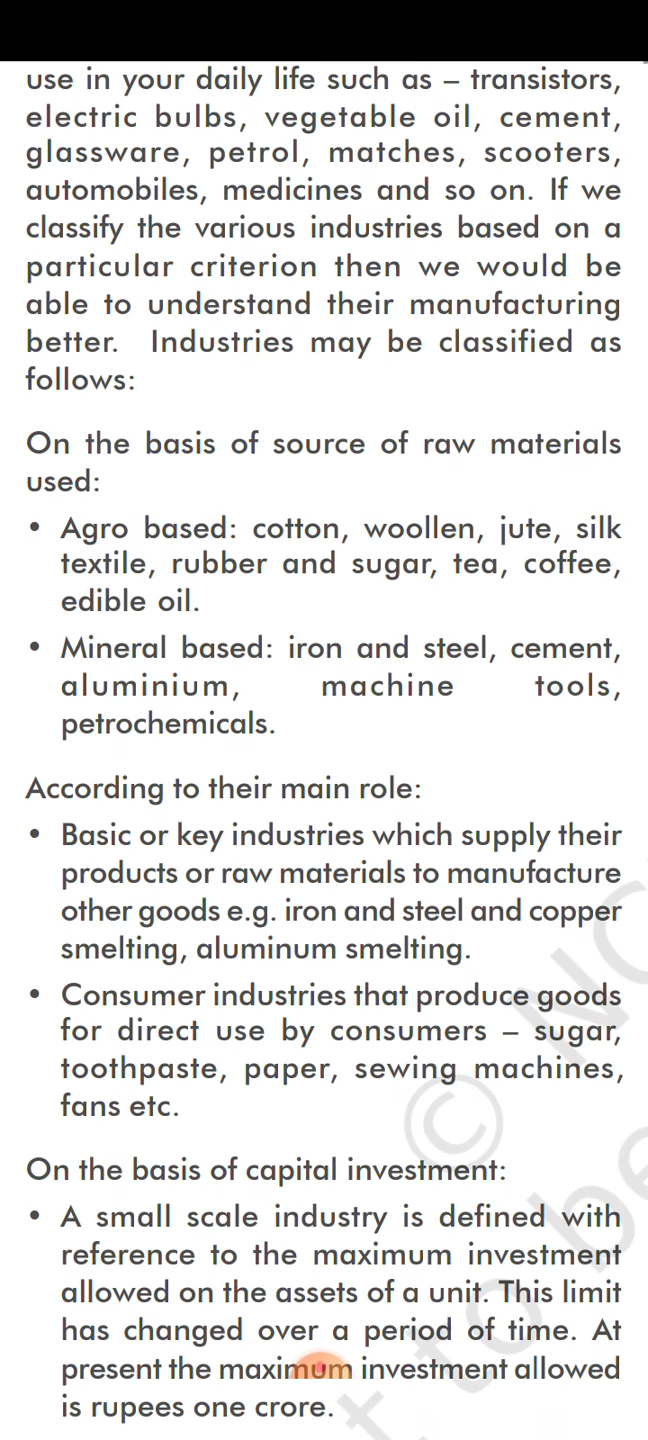 use in your daily life such as – transistors,
electric bulbs, vegetable oil, cement,
glassware, petrol, matches, scooters,
automobiles, medicines and so on. If we
classify the various industries based on a
particular criterion then we would be
able to understand their manufacturing
better. Industries may be classified as
follows:
On the basis of source of raw materials
used:
• Agro based: cotton, woollen, jute, silk
textile, rubber and sugar, tea, coffee,
edible oil.
• Mineral based: iron and steel, cement,
aluminium, machine tools,
petrochemicals.
According to their main role:
• Basic or key industries which supply their
products or raw materials to manufacture
other goods e.g. iron and steel and copper
smelting, aluminum smelting.
• Consumer industries that produce goods
for direct use by consumers – sugar,
toothpaste, paper, sewing machines,
fans etc.
On the basis of capital investment:
• A small scale industry is defined with
reference to the maximum investment
allowed on the assets of a unit. This limit
has changed over a period of time. At
present the maximum investment allowed
is rupees one crore.